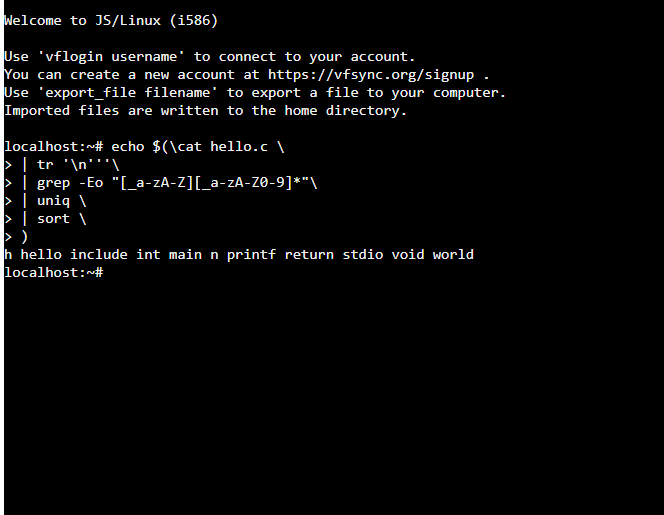 Welcome to JS/Linux (i586)
Use 'vflogin username' to connect to your account.
You can create a new account at https://vfsync.org/signup .
Use 'export_file filename' to export a file to your computer.
Imported files are written to the home directory.
localhost:~# echo $(\cat hello.c \
> | tr '\n'''\
> | grep -Eo "[_a-zA-Z][_a-zA-Z0-9]*"\
> | uniq \
> | sort \
> )
h hello include int main n printf return stdio void world
localhost:~#